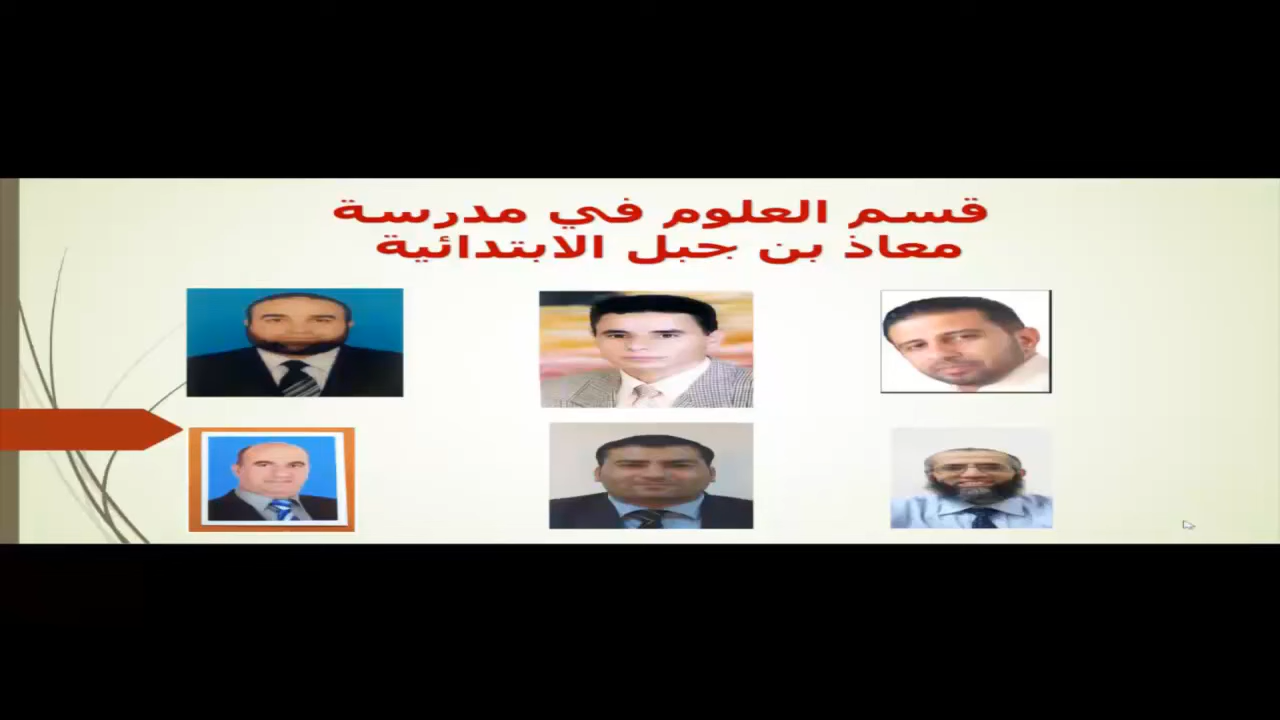 قسم العلوم في مدرسة
معاذ بن جبل الابتدائية